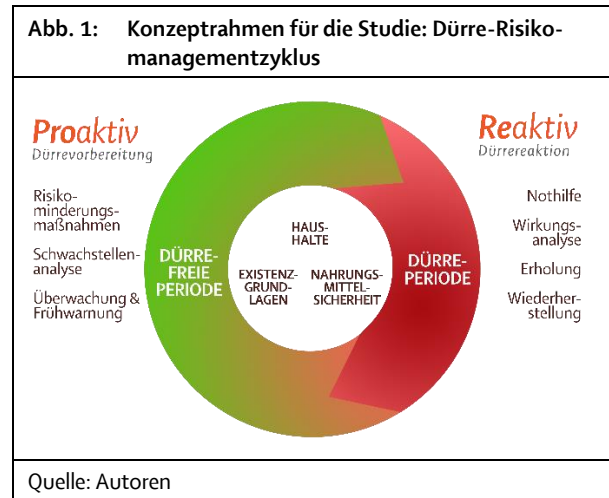 Abb. 1: Konzeptrahmen für die Studie: Dürre-Risiko-
managementzyklus
Proaktiv
Dürrevorbereitung
Risiko-
minderungs-
maßnahmen
Schwachstellen-
analyse
Überwachung &
Frühwarnung
DÜRRE-
FREIE
PERIODE
HAUS-
HALTE
EXISTENZ-
GRUND-
LAGEN
NAHRUNGS-
MITTEL-
SICHERHEIT
DÜRRE-
PERIODE
Reaktiv
Dürrereaktion
Nothilfe
Wirkungs-
analyse
Erholung
Wiederher-
stellung
Quelle: Autoren